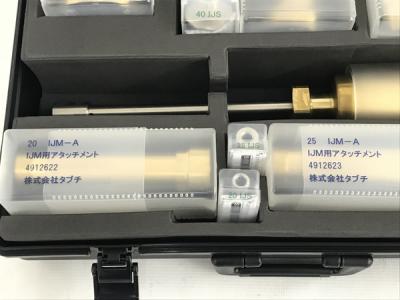 40 IJS
20 IJM-A
IJM用アタッチメント
4912622
株式会社タブチ
25 IJS
20 IJS
25 IJM-A
IJM用アタッチメント
4912623
株式会社タブチ